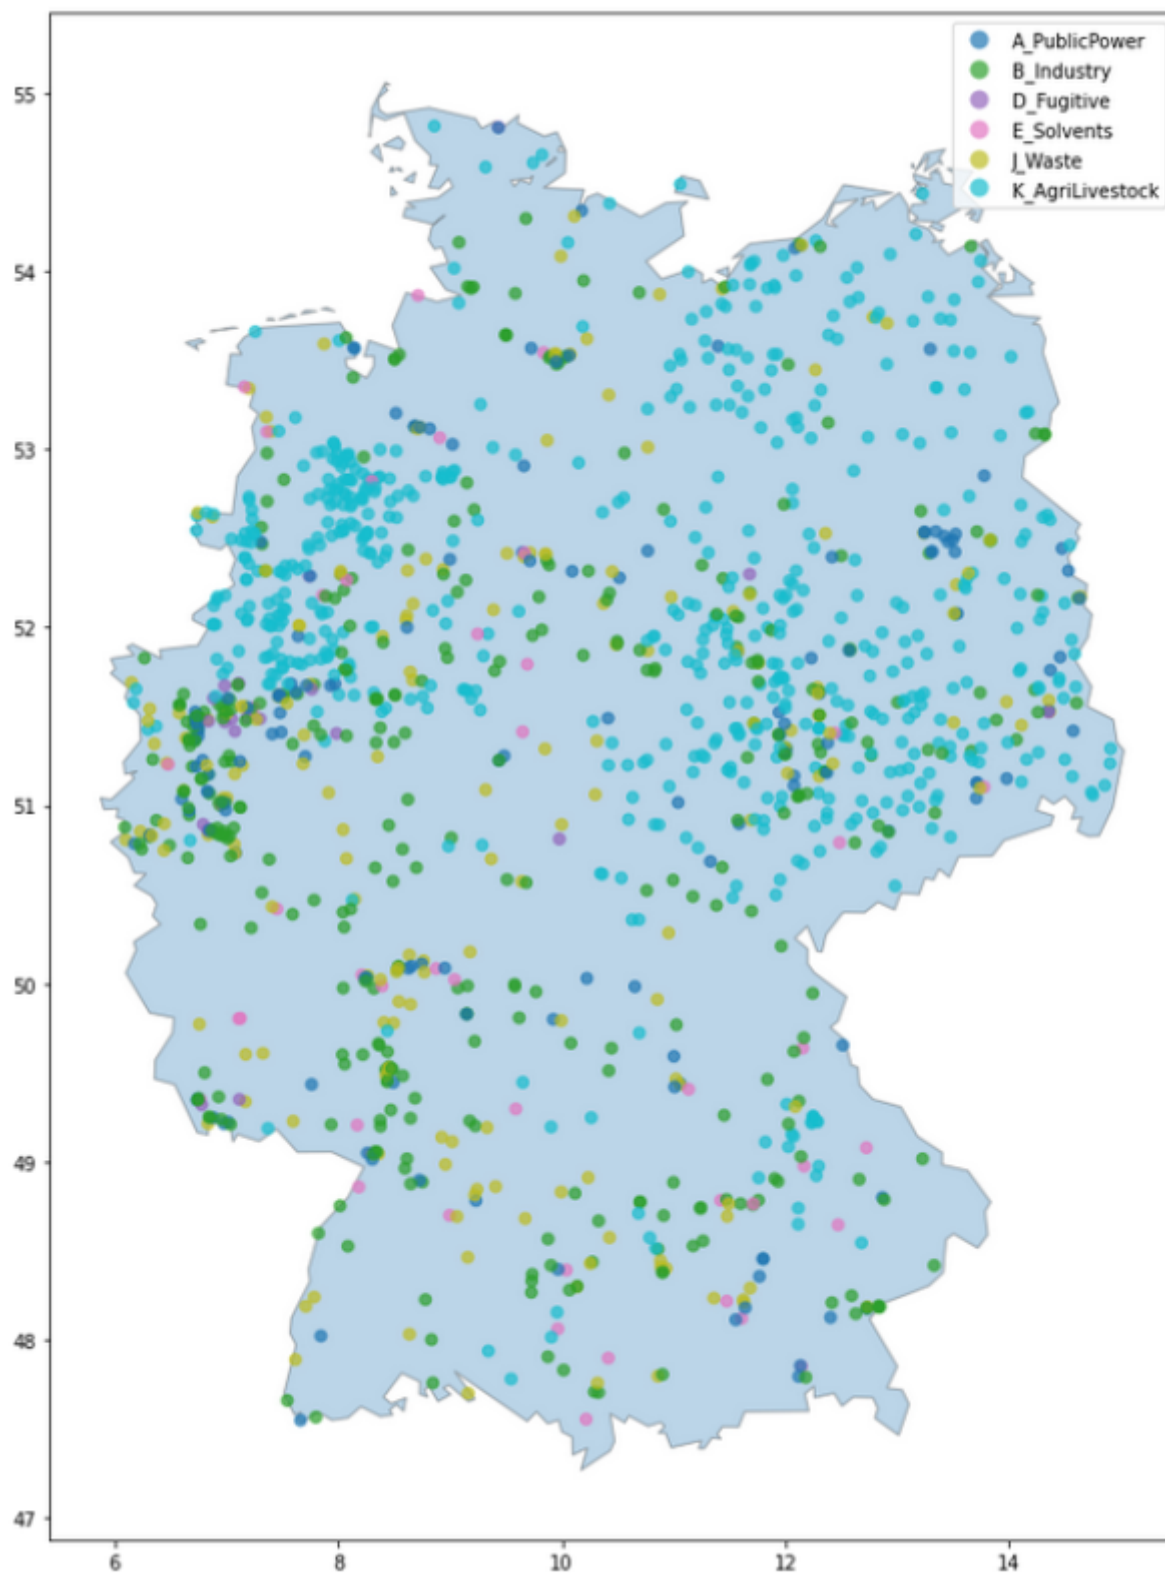 A_PublicPower
B_Industry
D_Fugitive
E_Solvents
J_Waste
K_AgriLivestock
55
54
53
52
51
50
49
48
47
6 8 10 12 14